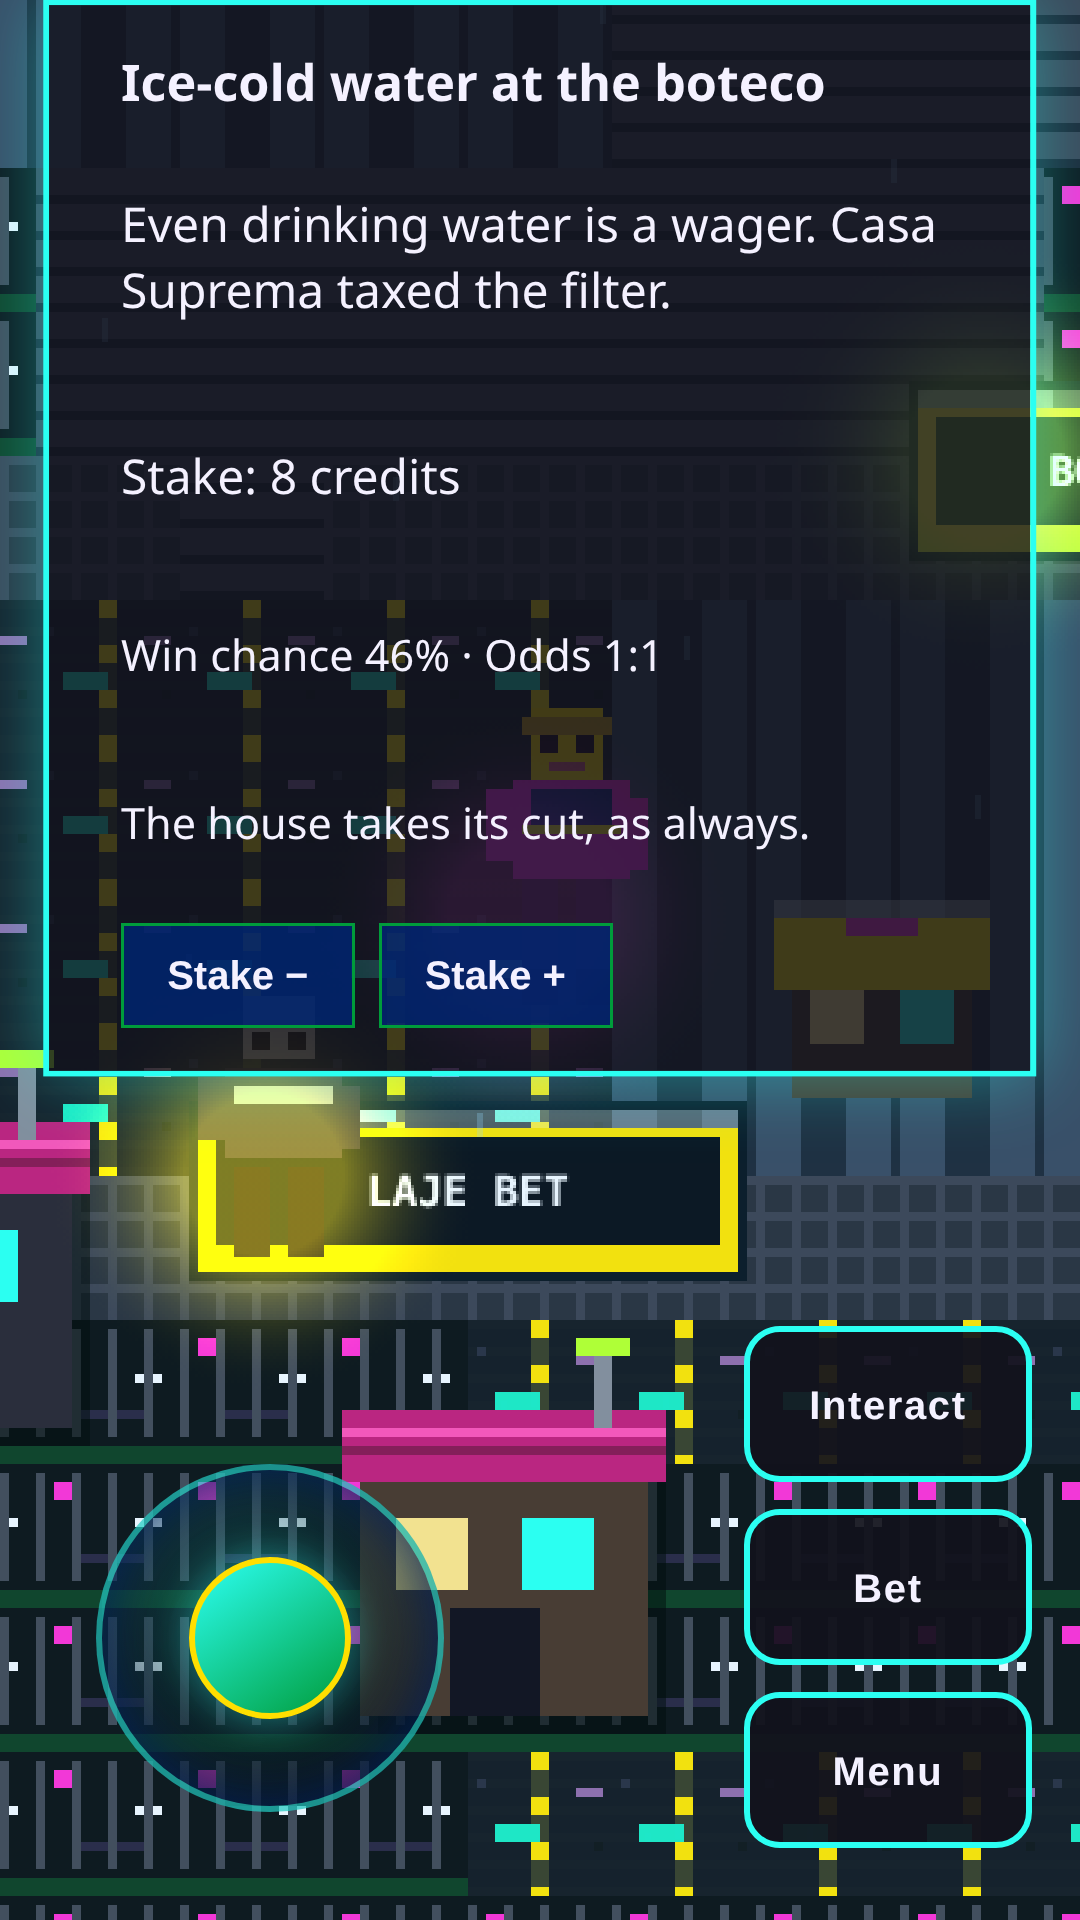 Ice-cold water at the boteco
Even drinking water is a wager. Casa
Suprema taxed the filter.
Stake: 8 credits
Win chance 46% · Odds 1:1
The house takes its cut, as always.
Stake −
Stake +
LAJE BET
Interact
Bet
Menu